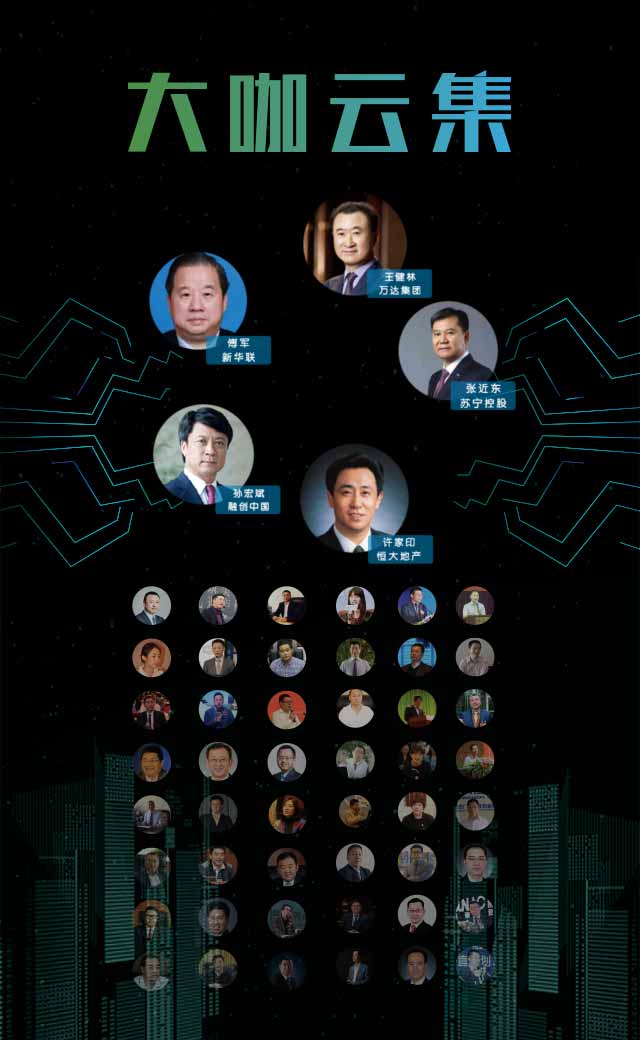 大咖云集
王健林
万达集团
傅军
新华联
张近东
苏宁控股
孙宏斌
融创中国
许家印
恒大地产